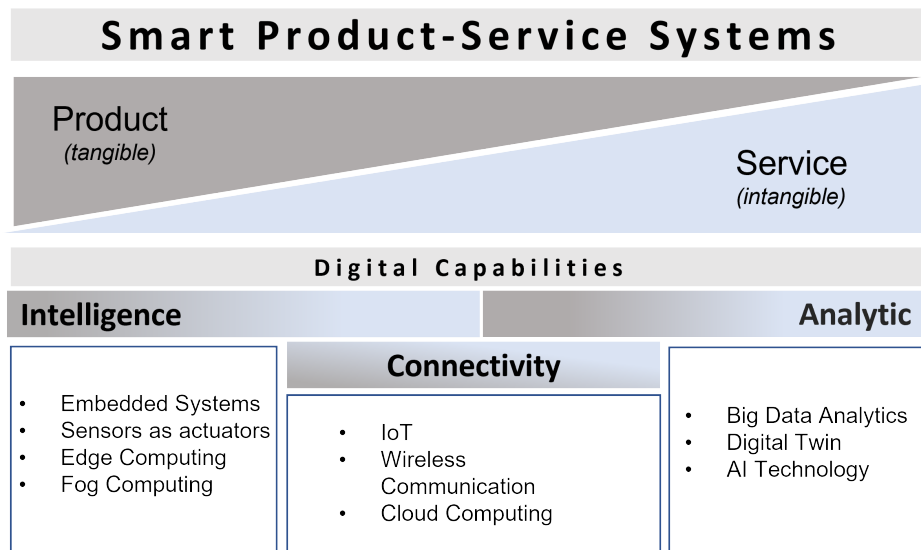 Smart Product-Service Systems
Product
(tangible)
Service
(intangible)
Digital Capabilities
Intelligence
Analytic
Connectivity
• Embedded Systems
• Sensors as actuators
• Edge Computing
• Fog Computing
• IoT
• Wireless
Communication
• Cloud Computing
• Big Data Analytics
• Digital Twin
• AI Technology